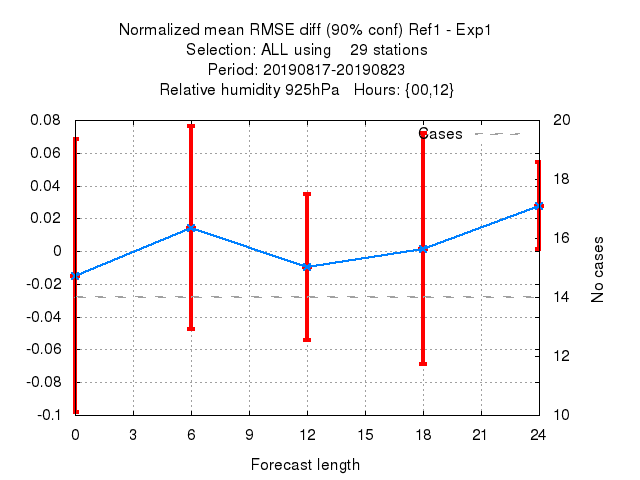 Normalized mean RMSE diff (90% conf) Ref1 - Exp1
Selection: ALL using    29 stations
Period: 20190817-20190823
Relative humidity 925hPa   Hours: {00,12}
Cases
0.08
0.06
0.04
0.02
0
-0.02
-0.04
-0.06
-0.08
-0.1
20
18
16
14
12
10
No cases
0 3 6 9 12 15 18 21 24
Forecast length